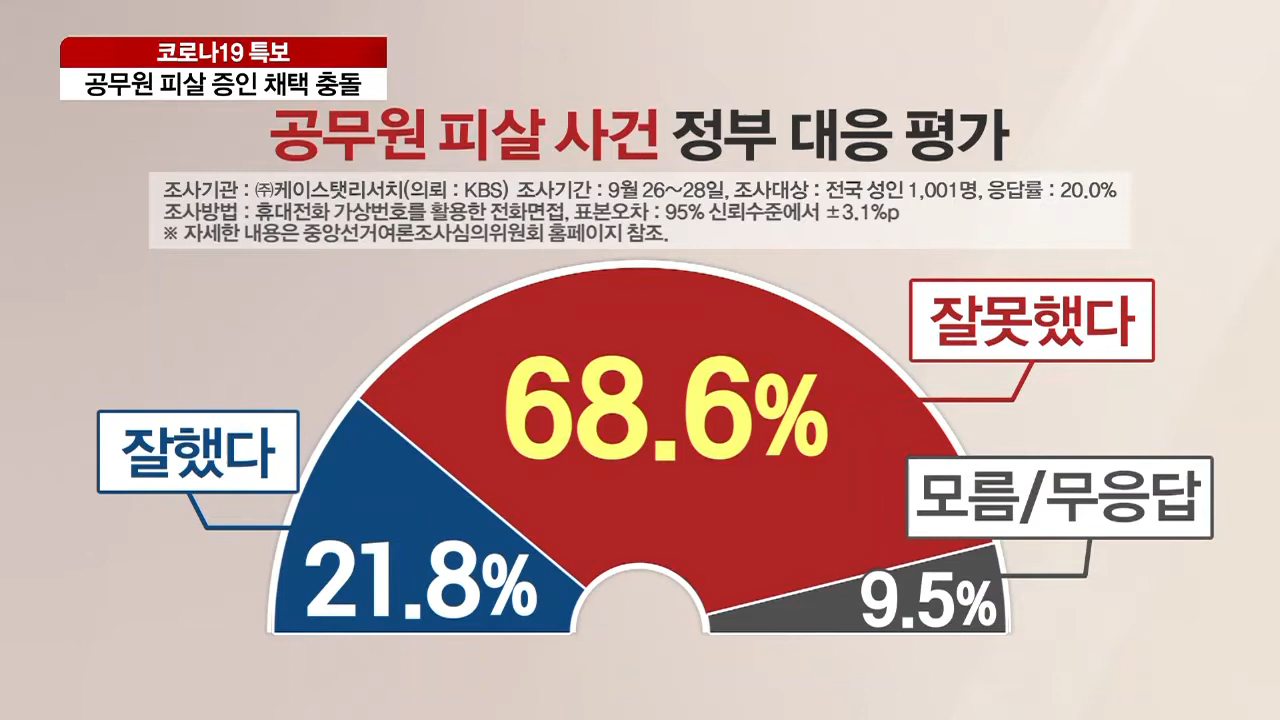 코로나19 특보
공무원 피살 증인 채택 충돌
공무원 피살 사건 정부 대응 평가
조사기관 : ㈜케이스탯리서치(의뢰 : KBS) 조사기간 : 9월 26~28일, 조사대상 : 전국 성인 1,001명, 응답률 : 20.0%
조사방법 : 휴대전화 가상번호를 활용한 전화면접, 표본오차 : 95% 신뢰수준에서 ±3.1%p
※ 자세한 내용은 중앙선거여론조사심의위원회 홈페이지 참조.
잘못했다
68.6%
잘했다
모름/무응답
21.8%
9.5%